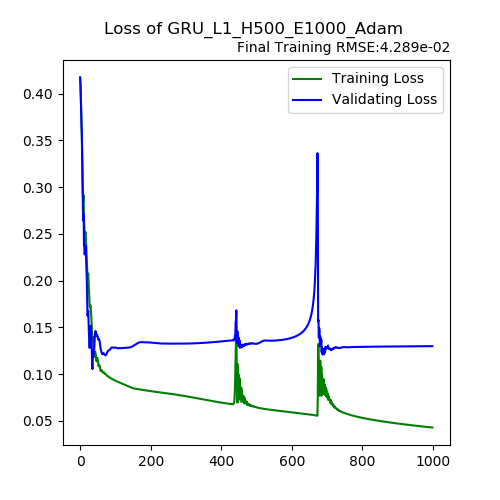 Loss of GRU_L1_H500_E1000_Adam
Final Training RMSE:4.289e-02
Training Loss
Validating Loss
0.40
0.35
0.30
0.25
0.20
0.15
0.10
0.05
0 200 400 600 800 1000